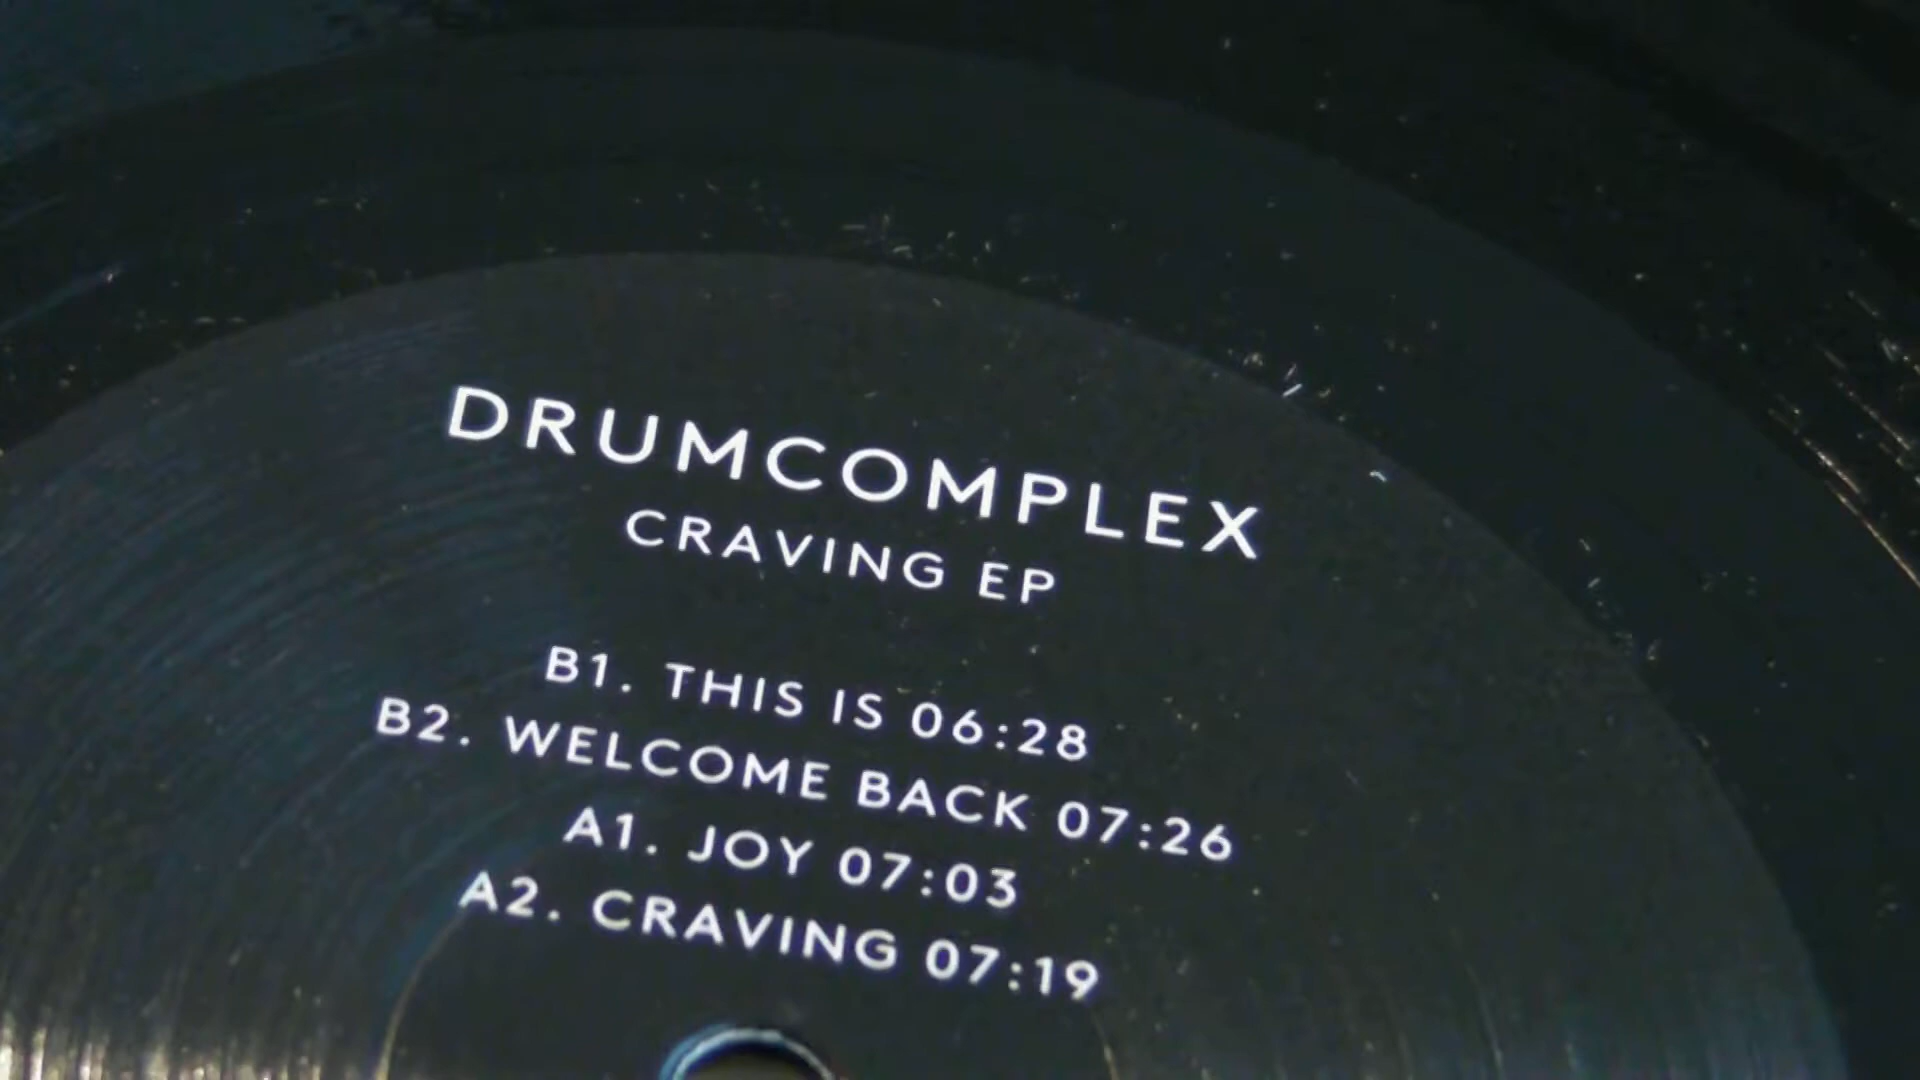 DRUMCOMPLEX
CRAVING EP
B1. THIS IS 06:28
B2. WELCOME BACK 07:26
A1. JOY 07:03
A2. CRAVING 07:19